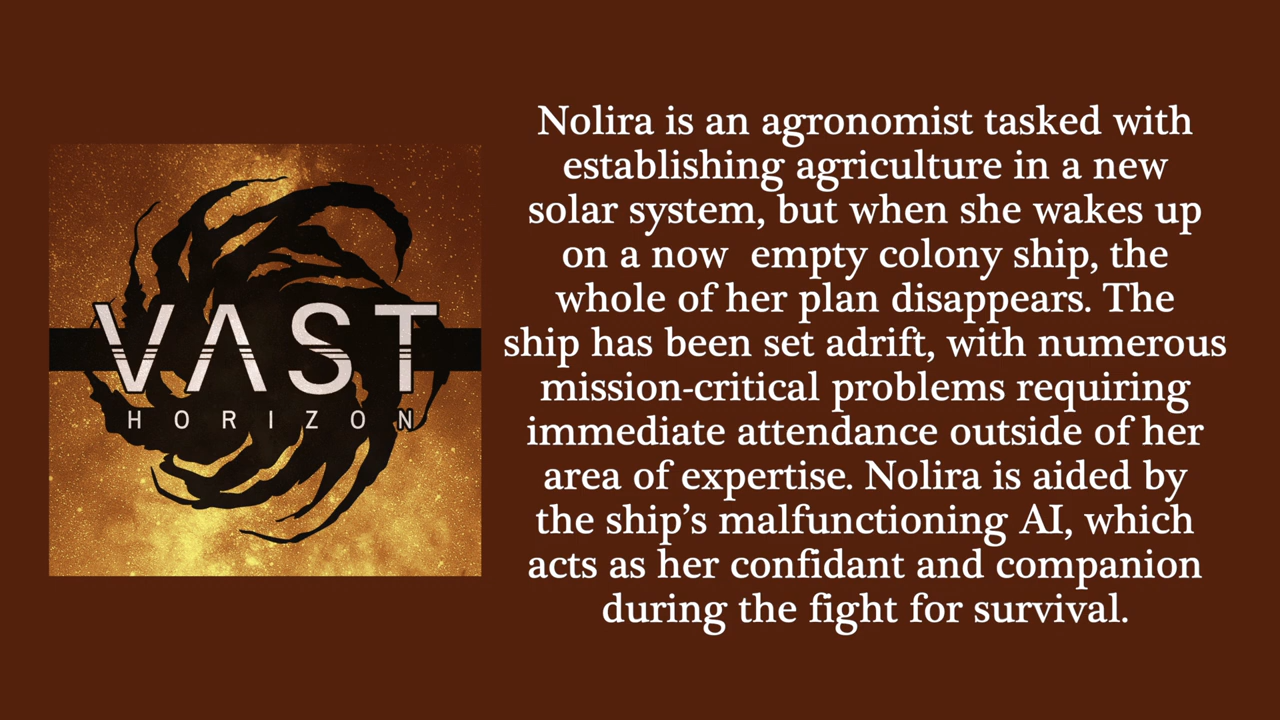 VAST
HORIZON
Nolira is an agronomist tasked with
establishing agriculture in a new
solar system, but when she wakes up
on a now  empty colony ship, the
whole of her plan disappears. The
ship has been set adrift, with numerous
mission-critical problems requiring
immediate attendance outside of her
area of expertise. Nolira is aided by
the ship’s malfunctioning AI, which
acts as her confidant and companion
during the fight for survival.